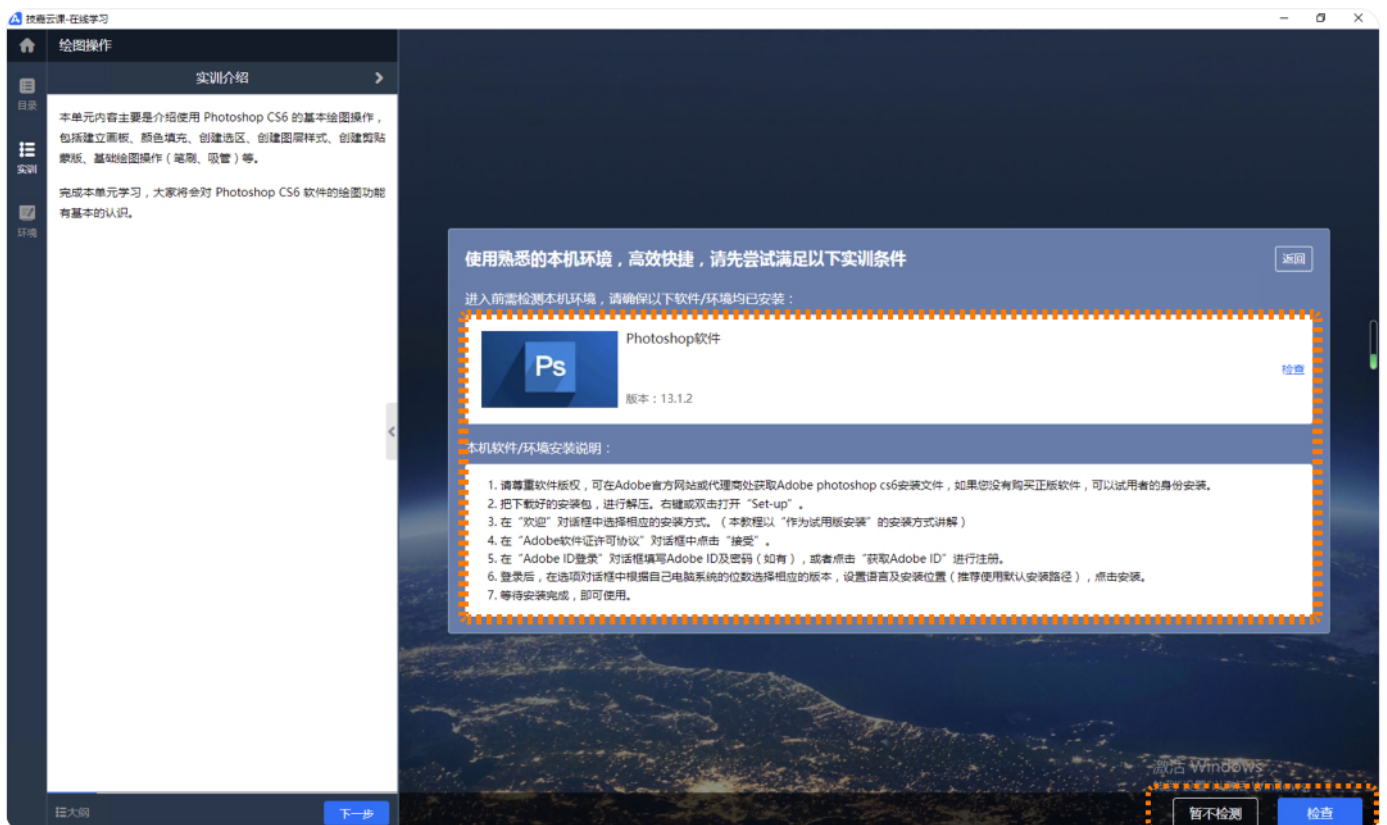 技嘉云课-在线学习
绘图操作
目录
实训
环境
实训介绍
本单元内容主要是介绍使用 Photoshop CS6 的基本绘图操作，
包括建立画板、颜色填充、创建选区、创建图层样式、创建剪贴
蒙版、基础绘图操作（笔刷、吸管）等。
完成本单元学习，大家将会对 Photoshop CS6 软件的绘图功能
有基本的认识。
大纲
下一步
使用熟悉的本机环境，高效快捷，请先尝试满足以下实训条件
返回
进入前需检测本机环境，请确保以下软件/环境均已安装：
Ps
Photoshop软件
检查
版本：13.1.2
本机软件/环境安装说明：
1. 请尊重软件版权，可在Adobe官方网站或代理商处获取Adobe photoshop cs6安装文件，如果您没有购买正版软件，可以试用者的身份安装。
2. 把下载好的安装包，进行解压。右键或双击打开“Set-up”。
3. 在“欢迎”对话框中选择相应的安装方式。（本教程以“作为试用版安装”的安装方式讲解）
4. 在“Adobe软件证许可协议”对话框中点击“接受”。
5. 在“Adobe ID登录”对话框填写Adobe ID及密码（如有），或者点击“获取Adobe ID”进行注册。
6. 登录后，在选项对话框中根据自己电脑系统的位数选择相应的版本，设置语言及安装位置（推荐使用默认安装路径），点击安装。
7. 等待安装完成，即可使用。
激活 Windows
暂不检测
检查